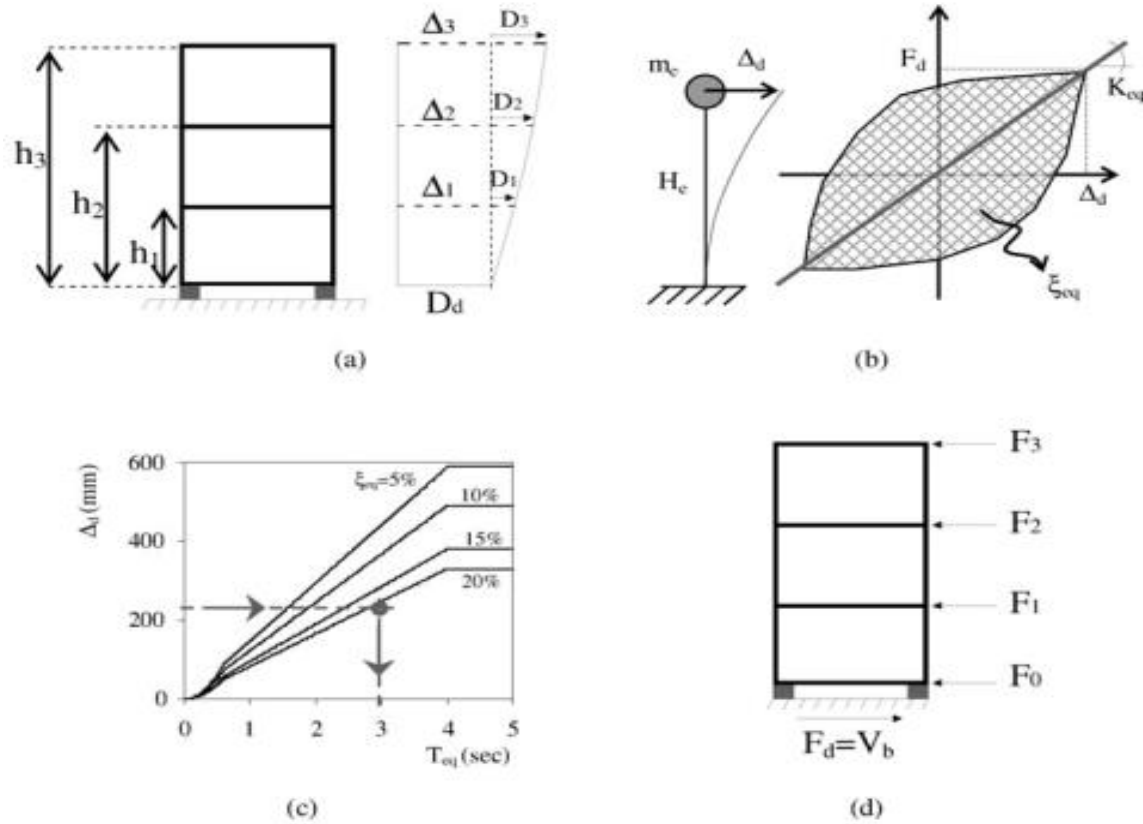 Δ3
D3
Δ2
D2
Δ1
D1
h3
h2
h1
Dd
(a)
me
Δd
He
Fd
Keq
Δd
ξeq
(b)
Δd (mm)
600
400
200
0
ξeq=5%
10%
15%
20%
0 1 2 3 4 5
Teq (sec)
(c)
F3
F2
F1
F0
Fd=Vb
(d)